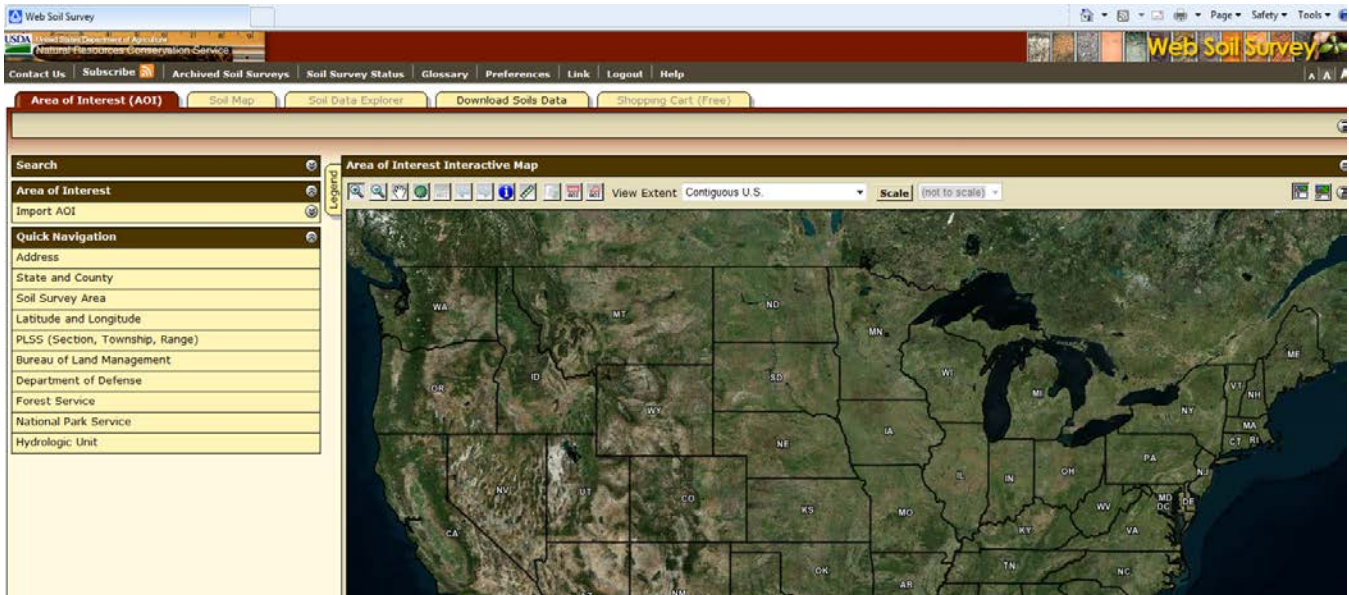 Web Soil Survey
Page Safety Tools
USDA United States Department of Agriculture
Natural Resources Conservation Service
Web Soil Survey
Contact Us Subscribe Archived Soil Surveys Soil Survey Status Glossary Preferences Link Logout Help
A A A
Area of Interest (AOI) Soil Map Soil Data Explorer Download Soils Data Shopping Cart (Free)
Search
Area of Interest
Import AOI
Quick Navigation
Address
State and County
Soil Survey Area
Latitude and Longitude
PLSS (Section, Township, Range)
Bureau of Land Management
Department of Defense
Forest Service
National Park Service
Hydrologic Unit
Legend
Area of Interest Interactive Map
View Extent Contiguous U.S. Scale (not to scale)
WA MT ND MN ME
OR ID SD WI MI VT NH
WY NY MA
IA CT RI
NE PA NJ
NV UT CO IL IN OH MD DE
DC
KS MO WV
CA KY VA
OK TN NC
AR
NM